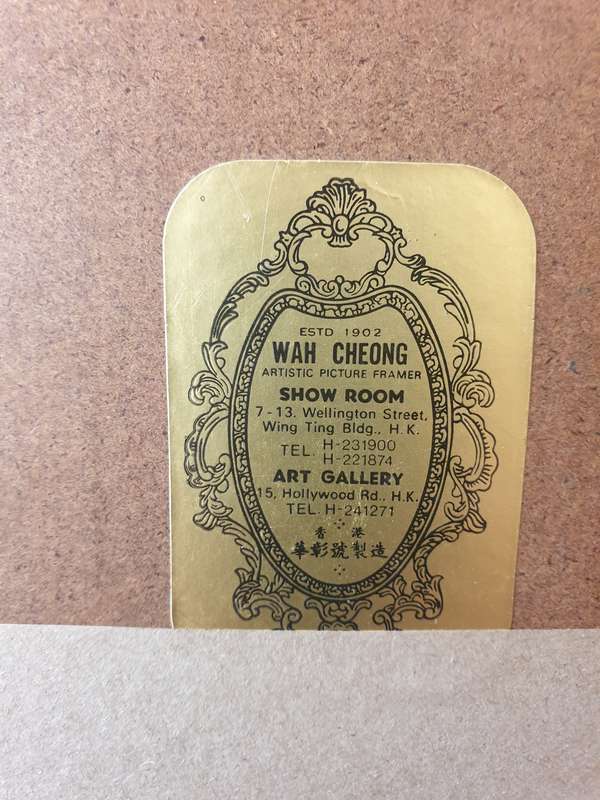 ESTD 1902
WAH CHEONG
ARTISTIC PICTURE FRAMER
SHOW ROOM
7-13, Wellington Street,
Wing Ting Bldg., H.K.
TEL. H-231900
H-221874
ART GALLERY
15, Hollywood Rd., H.K.
TEL. H-241271
香 港
華彰號製造